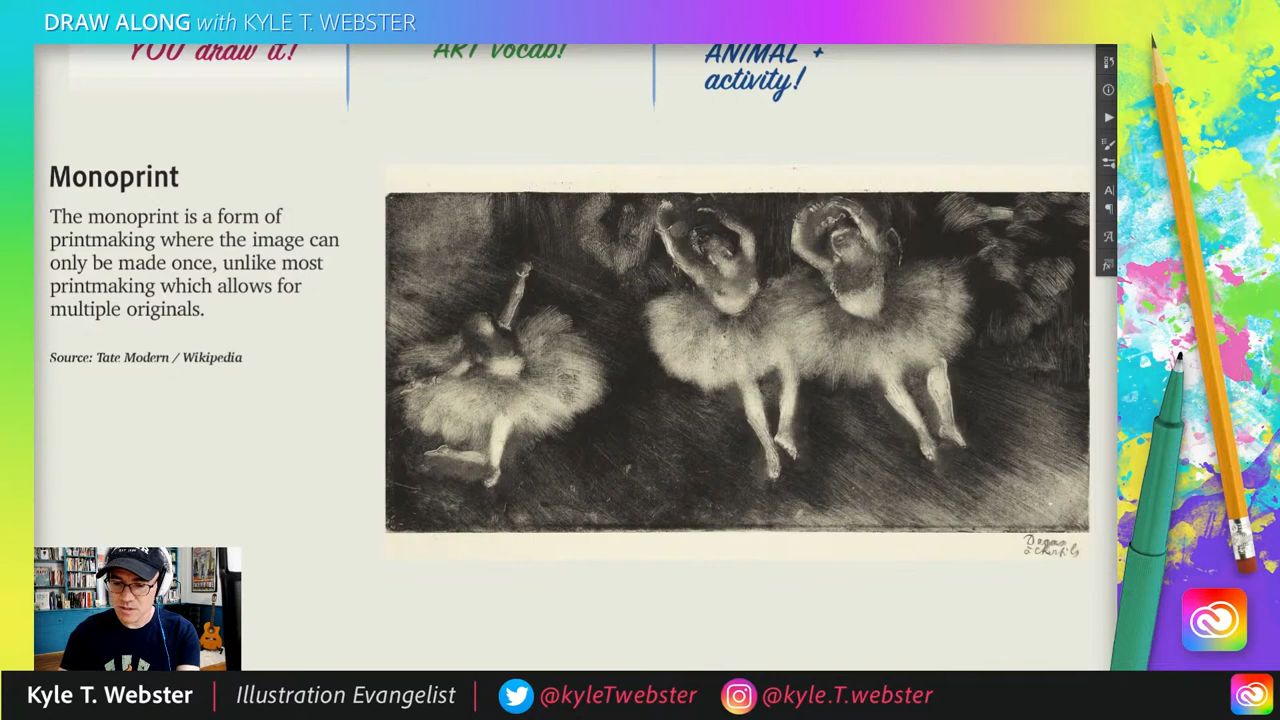 DRAW ALONG with KYLE T. WEBSTER
YOU draw it!
ART vocab!
ANIMAL +
activity!
Monoprint
The monoprint is a form of
printmaking where the image can
only be made once, unlike most
printmaking which allows for
multiple originals.
Source: Tate Modern / Wikipedia
Degas
Kyle T. Webster | Illustration Evangelist | @kyleTwebster @kyle.T.webster